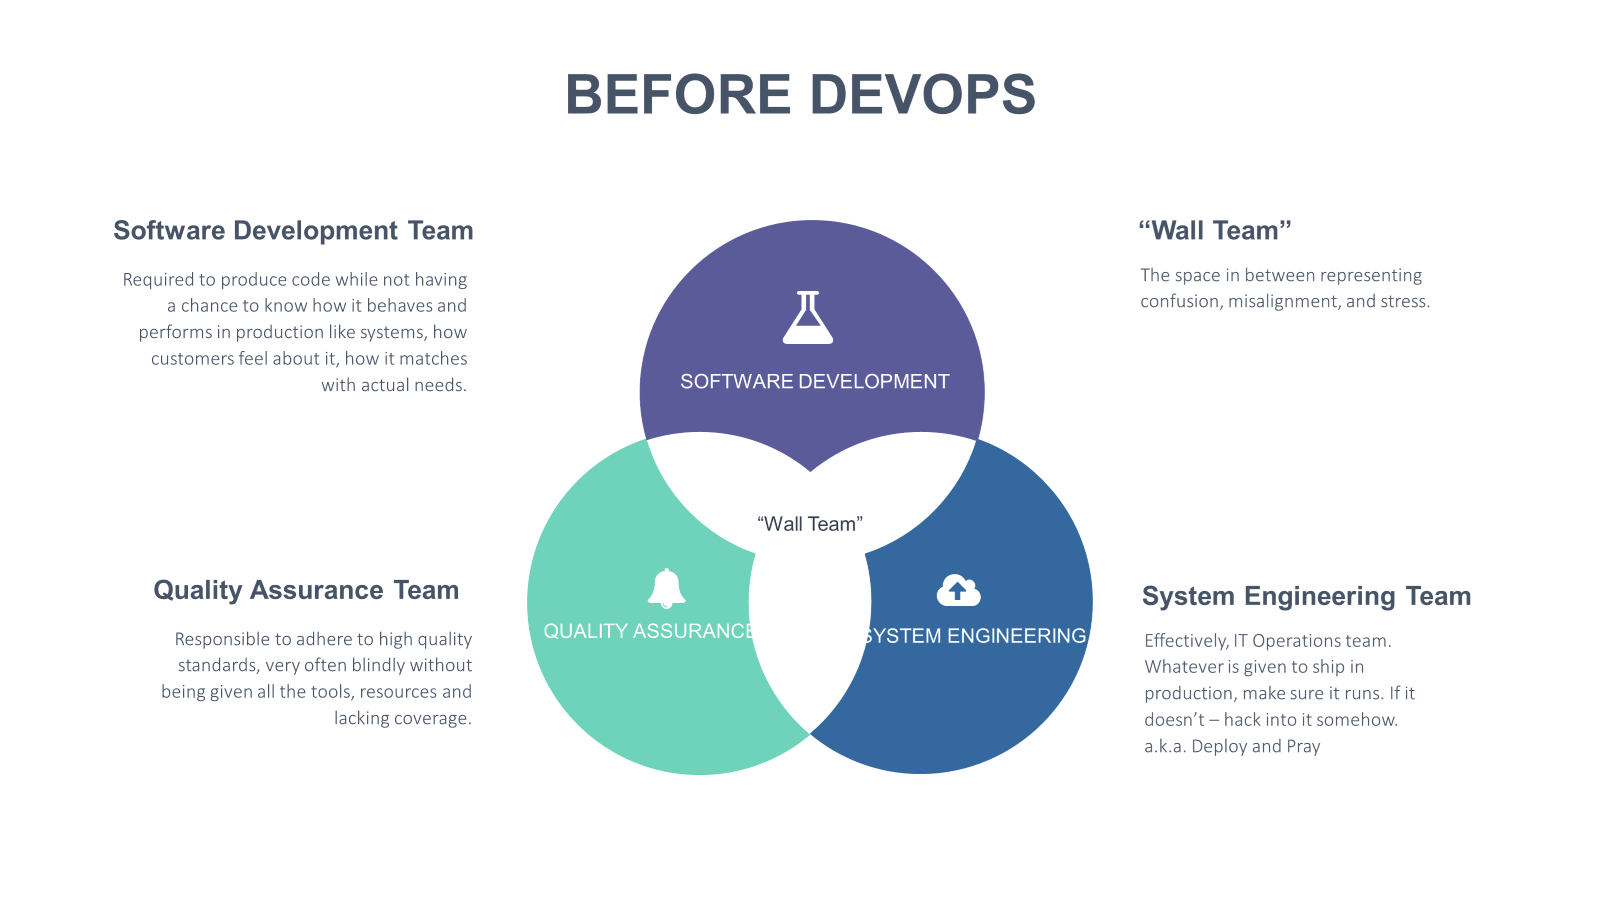 BEFORE DEVOPS
Software Development Team
Required to produce code while not having
a chance to know how it behaves and
performs in production like systems, how
customers feel about it, how it matches
with actual needs.
“Wall Team”
The space in between representing
confusion, misalignment, and stress.
SOFTWARE DEVELOPMENT
“Wall Team”
QUALITY ASSURANCE
SYSTEM ENGINEERING
Quality Assurance Team
Responsible to adhere to high quality
standards, very often blindly without
being given all the tools, resources and
lacking coverage.
System Engineering Team
Effectively, IT Operations team.
Whatever is given to ship in
production, make sure it runs. If it
doesn’t – hack into it somehow.
a.k.a. Deploy and Pray